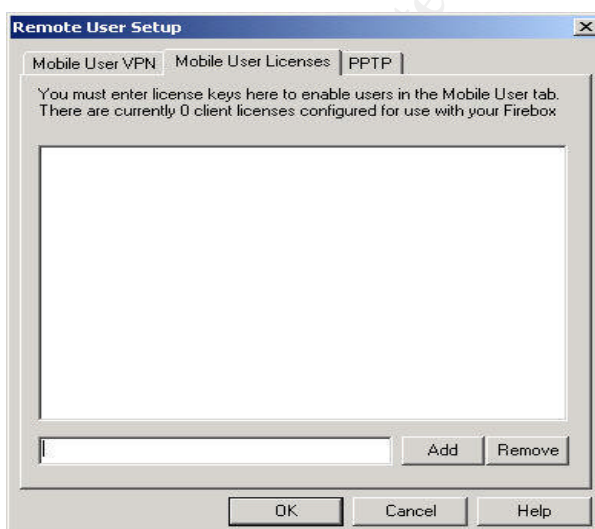 Remote User Setup
Mobile User VPN
Mobile User Licenses
PPTP
You must enter license keys here to enable users in the Mobile User tab.
There are currently 0 client licenses configured for use with your Firebox
Add
Remove
OK
Cancel
Help